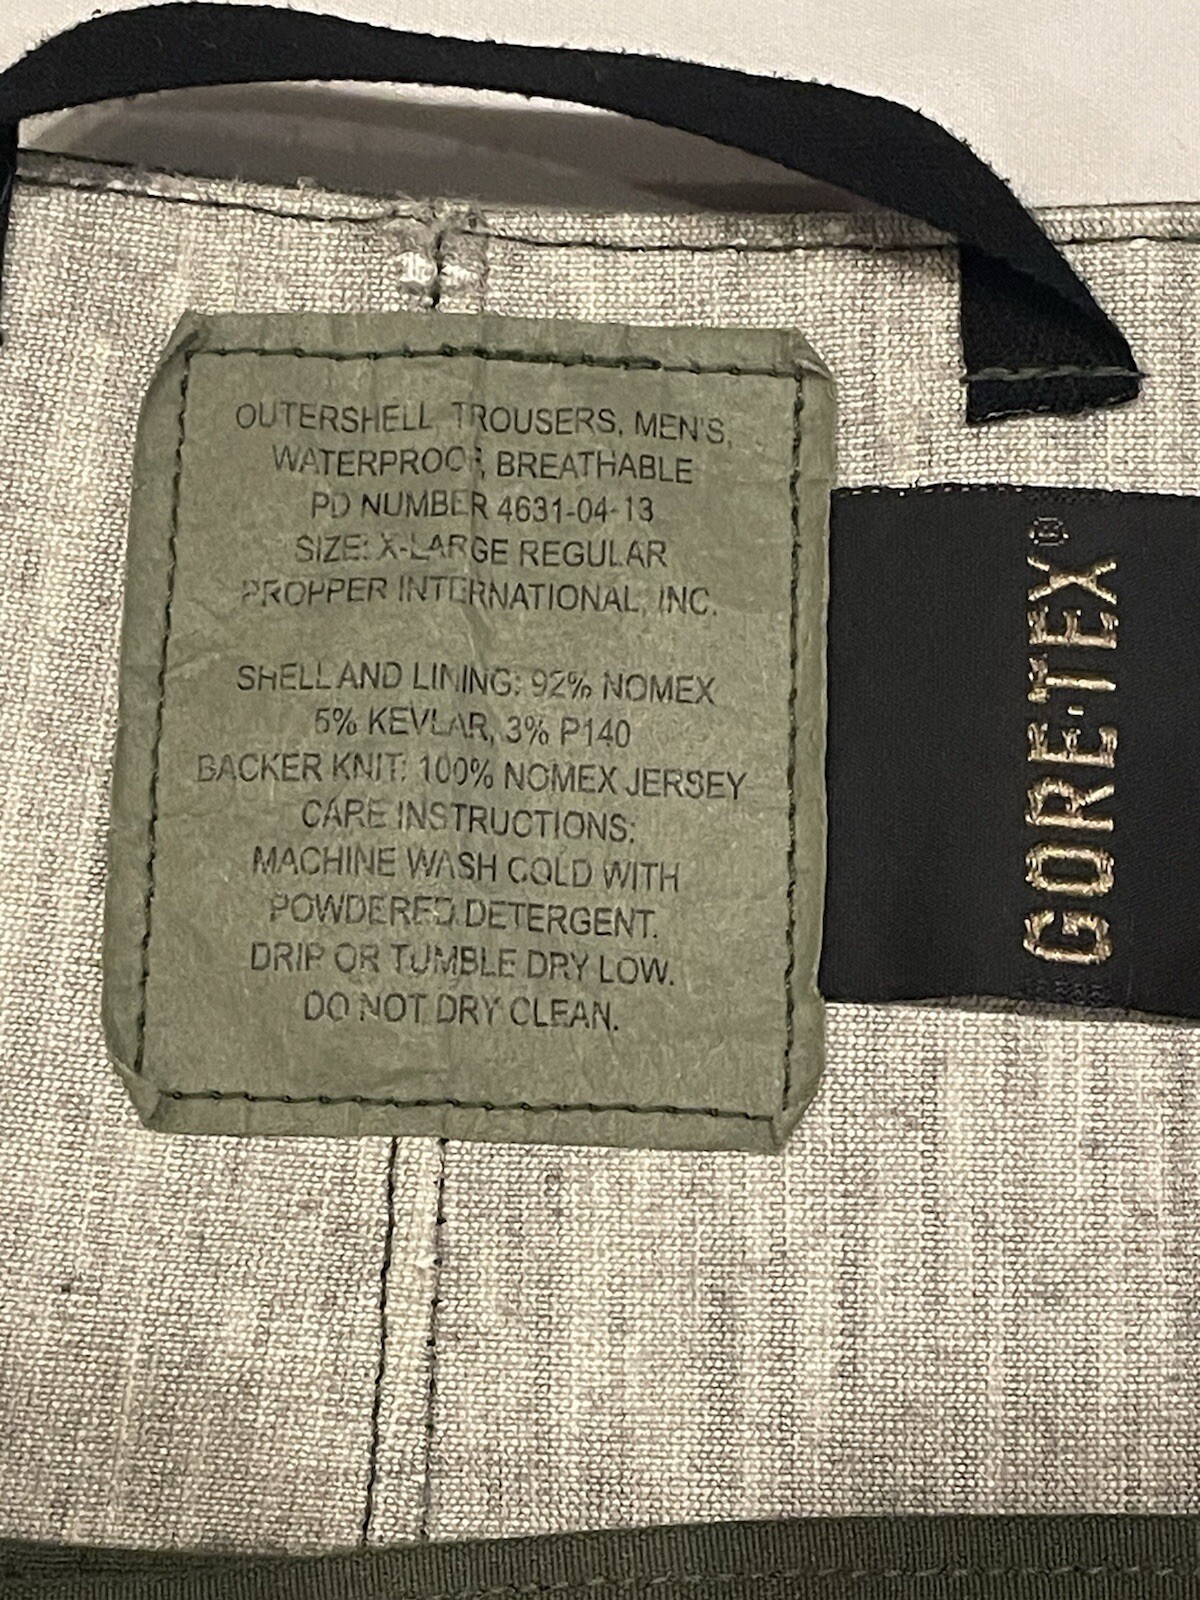 OUTERSHELL, TROUSERS, MEN'S,
WATERPROOF, BREATHABLE
PD NUMBER 4631-04-13
SIZE: X-LARGE REGULAR
PROPPER INTERNATIONAL, INC.
SHELL AND LINING: 92% NOMEX
5% KEVLAR, 3% P140
BACKER KNIT: 100% NOMEX JERSEY
CARE INSTRUCTIONS:
MACHINE WASH COLD WITH
POWDERED DETERGENT.
DRIP OR TUMBLE DRY LOW.
DO NOT DRY CLEAN.
GORE-TEX®